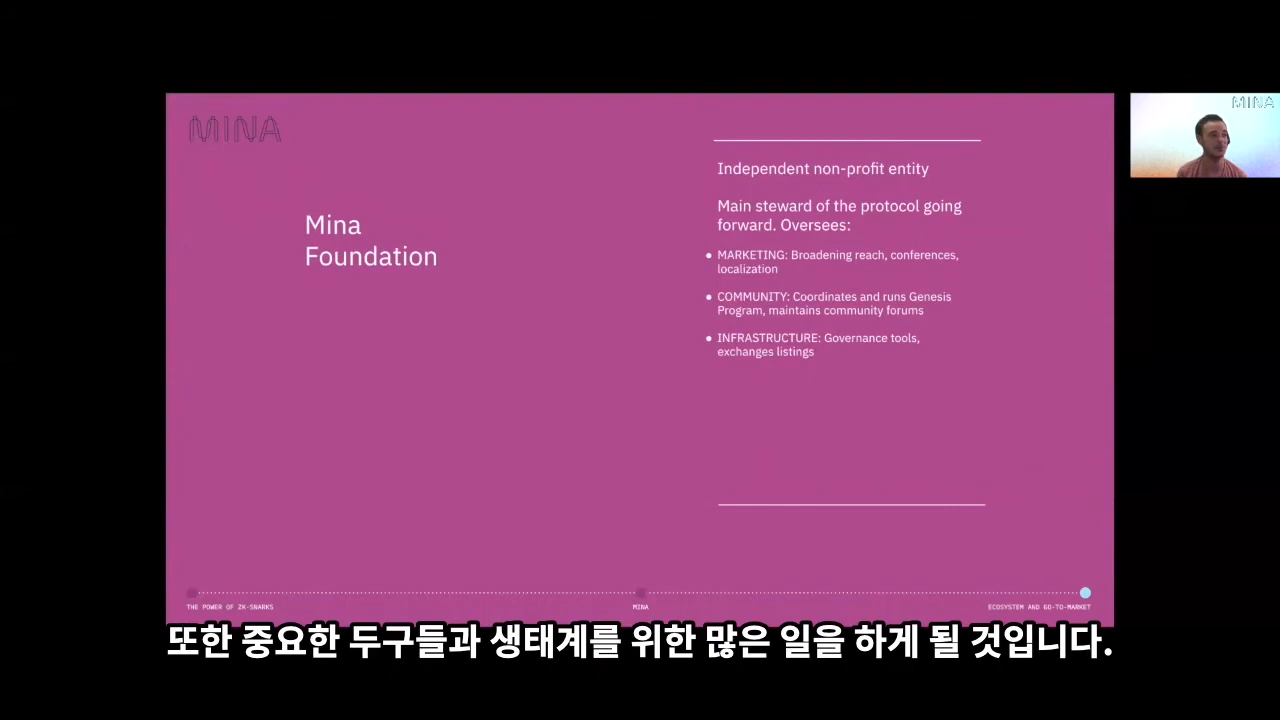 MINA
MINA
Mina
Foundation
Independent non-profit entity
Main steward of the protocol going
forward. Oversees:
● MARKETING: Broadening reach, conferences,
localization
● COMMUNITY: Coordinates and runs Genesis
Program, maintains community forums
● INFRASTRUCTURE: Governance tools,
exchanges listings
THE POWER OF ZK-SNARKS
MINA
ECOSYSTEM AND GO-TO-MARKET
또한 중요한 두구들과 생태계를 위한 많은 일을 하게 될 것입니다.